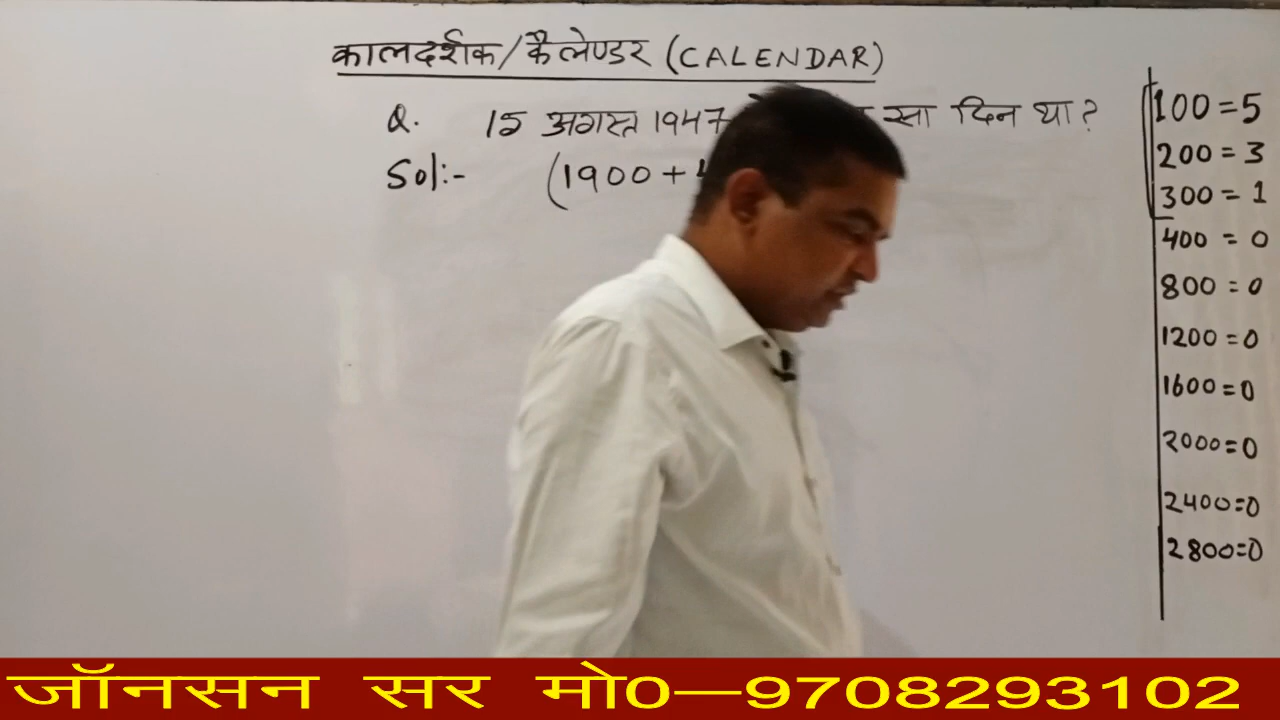 कालदर्शक/कैलेण्डर (CALENDAR)
Q. 15 अगस्त 1947 सा दिन था?
Sol:- (1900+
100=5
200=3
300=1
400=0
800=0
1200=0
1600=0
2000=0
2400=0
2800=0
जॉनसन सर मो0—9708293102